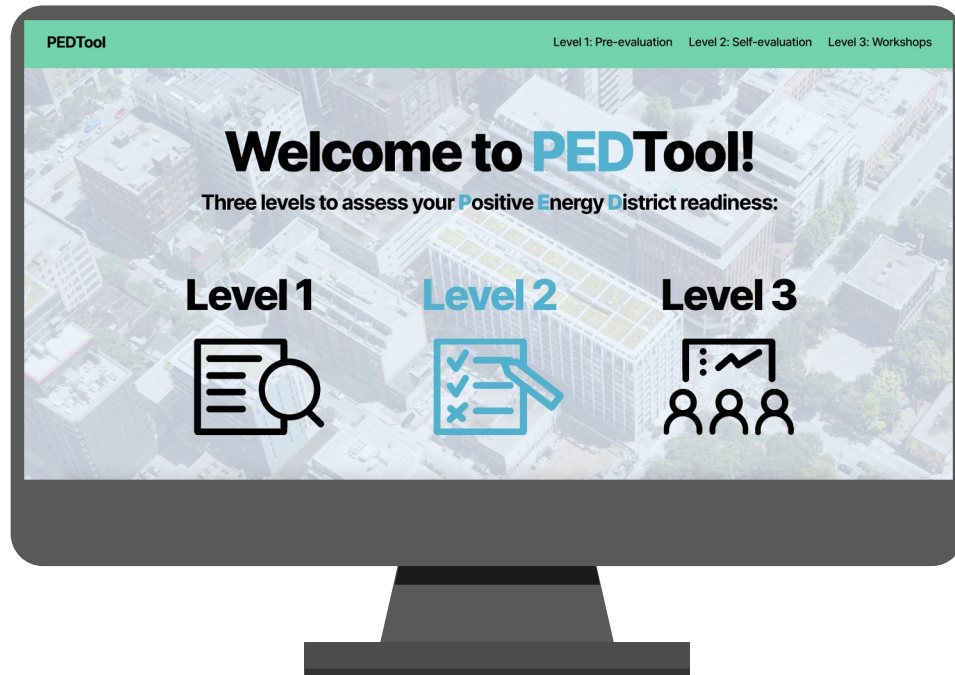 PEDTool
Level 1: Pre-evaluation Level 2: Self-evaluation Level 3: Workshops
Welcome to PEDTool!
Three levels to assess your Positive Energy District readiness:
Level 1 Level 2 Level 3